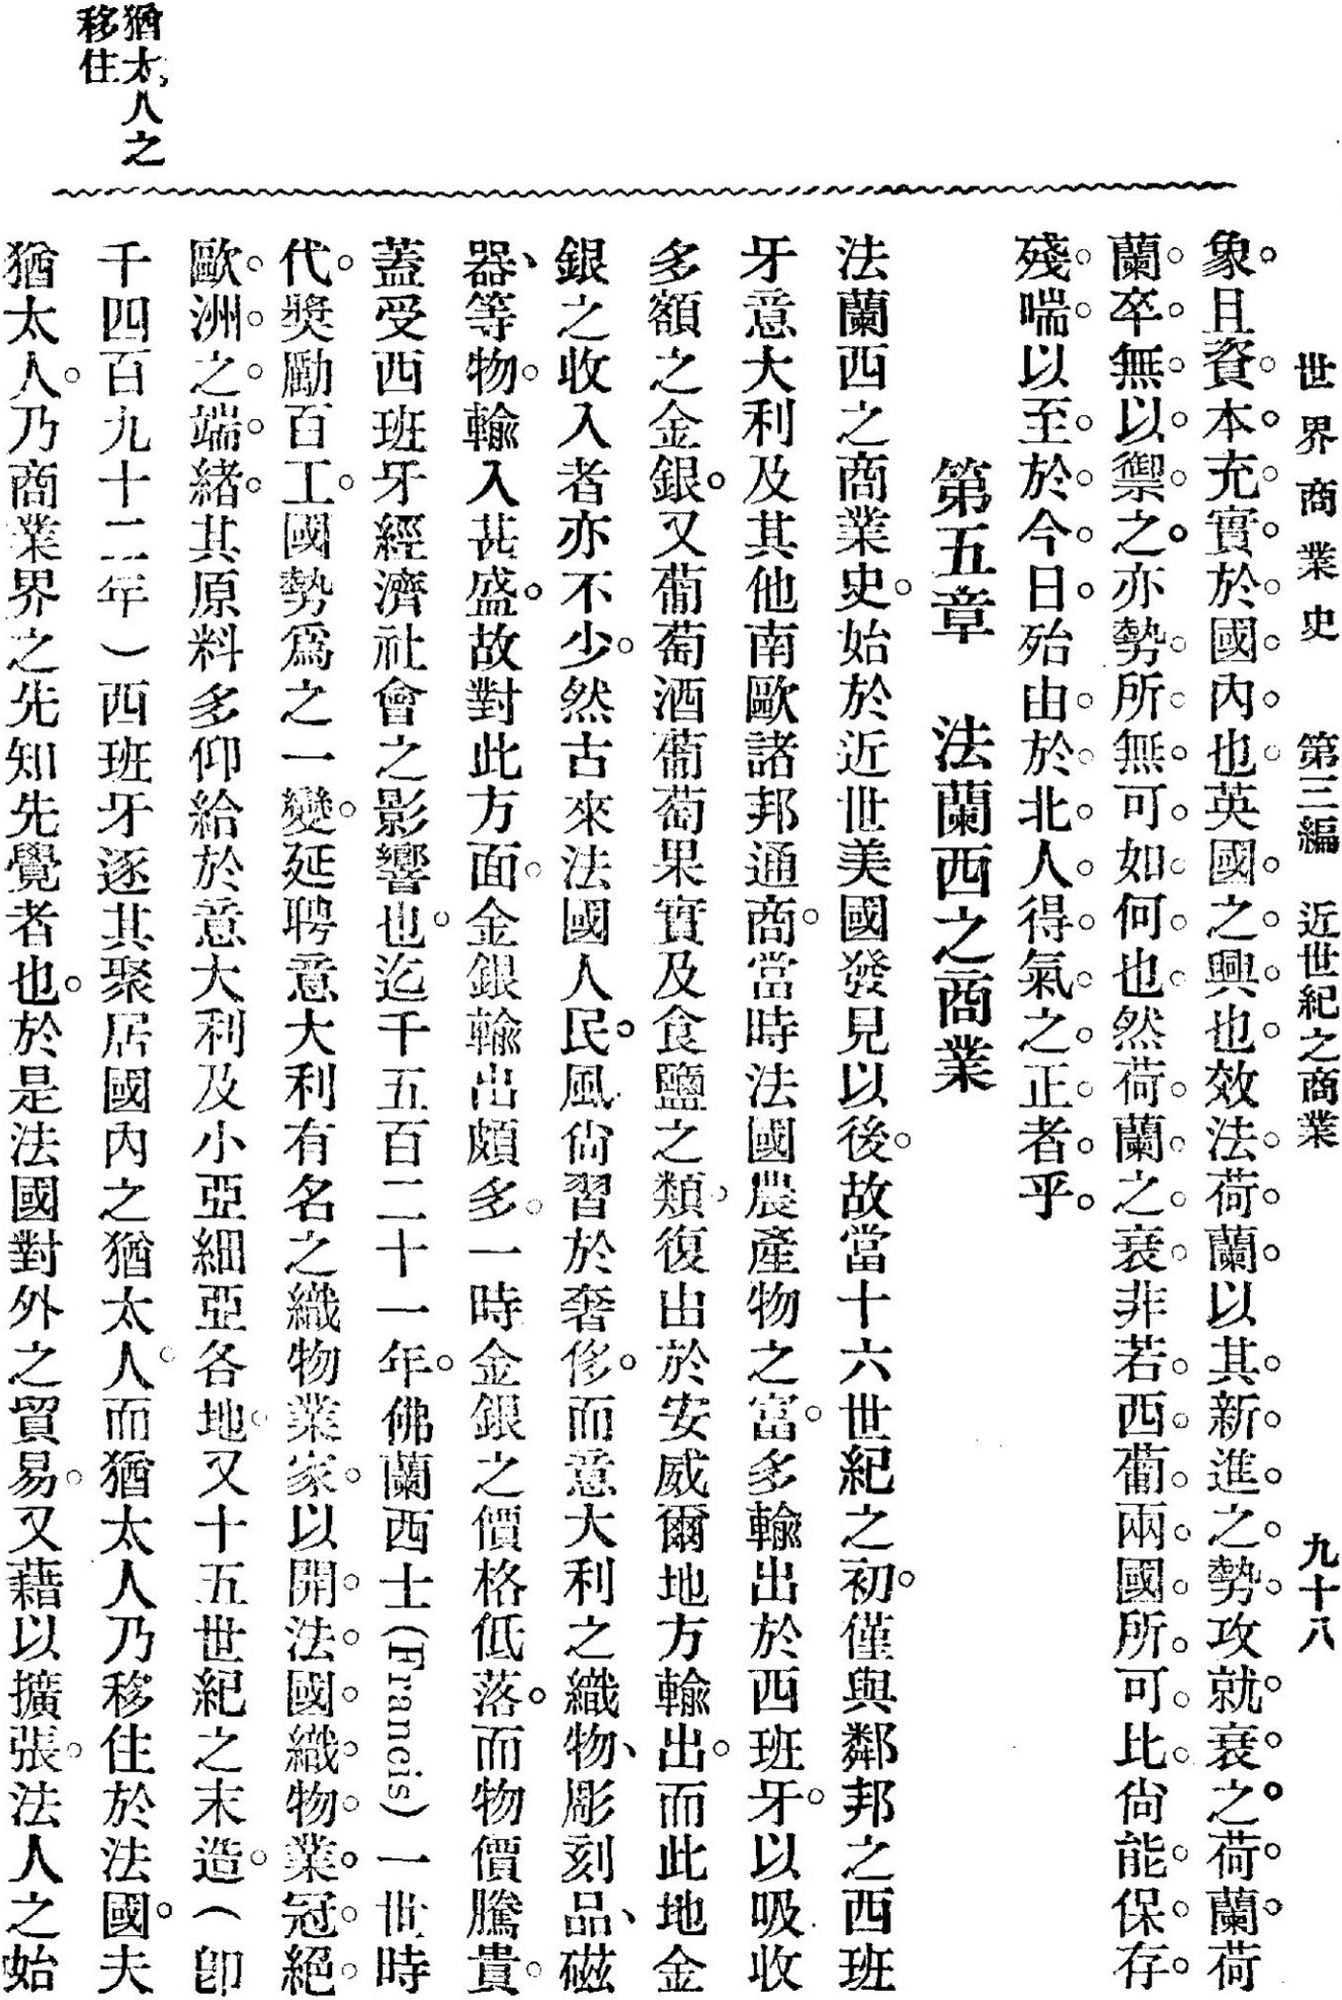 世界商業史　第三編　近世紀之商業　九十八
象。且資本充實於國內也英國之興也效法荷蘭以其新進之勢攻就衰之荷蘭荷
蘭卒無以禦之亦勢所無可如何也然荷蘭之衰非若西葡兩國所可比尙能保存
殘喘以至於今日殆由於北人得氣之正者乎。
第五章　法蘭西之商業
法蘭西之商業史。始於近世美國發見以後。故當十六世紀之初。僅與鄰邦之西班
牙意大利及其他南歐諸邦通商。當時法國農產物之富。多輸出於西班牙。以吸收
多額之金銀。又葡萄酒葡萄果實及食鹽之類。復由於安威爾地方輸出。而此地金
銀之收入者亦不少。然古來法國人民。風尙習於奢侈。而意大利之織物、彫刻品、磁
器、等物。輸入甚盛。故對此方面。金銀輸出頗多。一時金銀之價格低落。而物價騰貴。
蓋受西班牙經濟社會之影響也。迄千五百二十一年。佛蘭西士(Francis)一世時
代。獎勵百工。國勢爲之一變。延聘意大利有名之織物業家。以開法國織物業冠絕
歐洲之端緖。其原料多仰給於意大利及小亞細亞各地。又十五世紀之末造。(卽
千四百九十二年)西班牙逐其聚居國內之猶太人。而猶太人乃移住於法國。夫
猶太人。乃商業界之先知先覺者也。於是法國對外之貿易。又藉以擴張。法人之始
猶太人之
移住